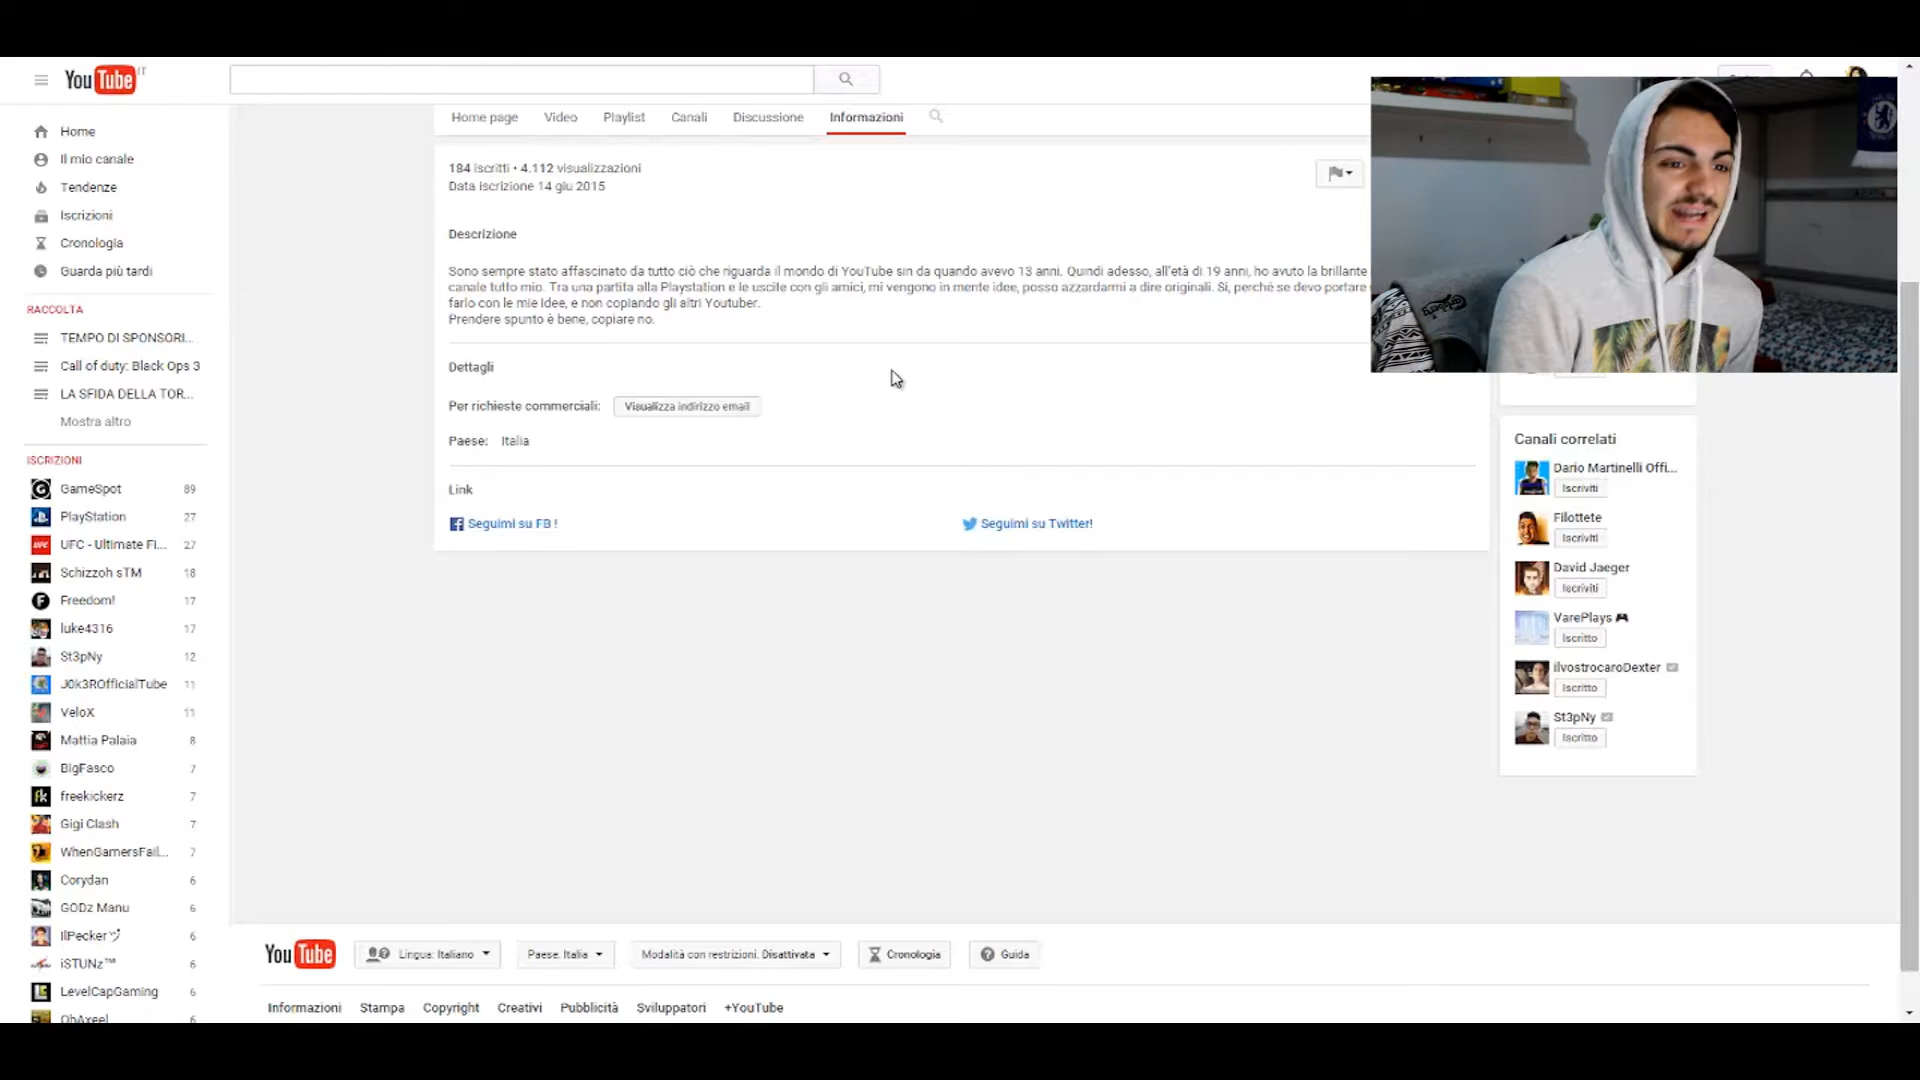 YouTube IT
Home page Video Playlist Canali Discussione Informazioni
Home
Il mio canale
Tendenze
Iscrizioni
Cronologia
Guarda più tardi
RACCOLTA
TEMPO DI SPONSORI...
Call of duty: Black Ops 3
LA SFIDA DELLA TOR...
Mostra altro
ISCRIZIONI
GameSpot 89
PlayStation 27
UFC - Ultimate Fi... 27
Schizzoh sTM 18
Freedom! 17
luke4316 17
St3pNy 12
J0k3ROfficialTube 11
VeloX 11
Mattia Palaia 8
BigFasco 7
freekickerz 7
Gigi Clash 7
WhenGamersFail... 7
Corydan 6
GODz Manu 6
IlPeckerヅ 6
iSTUNz™ 6
LevelCapGaming 6
OhAxeel 6
184 iscritti • 4.112 visualizzazioni
Data iscrizione 14 giu 2015
Descrizione
Sono sempre stato affascinato da tutto ciò che riguarda il mondo di YouTube sin da quando avevo 13 anni. Quindi adesso, all'età di 19 anni, ho avuto la brillante
canale tutto mio. Tra una partita alla Playstation e le uscite con gli amici, mi vengono in mente idee, posso azzardarmi a dire originali. Sì, perché se devo portare
farlo con le mie idee, e non copiando gli altri Youtuber.
Prendere spunto è bene, copiare no.
Dettagli
Per richieste commerciali: Visualizza indirizzo email
Paese: Italia
Link
Seguimi su FB !
Seguimi su Twitter!
Canali correlati
Dario Martinelli Offi...
Iscriviti
Filottete
Iscriviti
David Jaeger
Iscriviti
VarePlays
Iscritto
ilvostrocaroDexter
Iscritto
St3pNy
Iscritto
YouTube Lingua: Italiano Paese: Italia Modalità con restrizioni: Disattivata Cronologia Guida
Informazioni Stampa Copyright Creativi Pubblicità Sviluppatori +YouTube